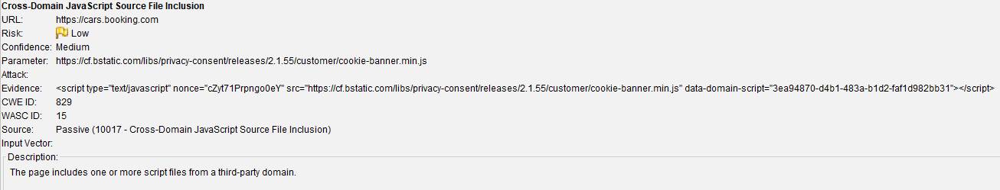 Cross-Domain JavaScript Source File Inclusion
URL: https://cars.booking.com
Risk: Low
Confidence: Medium
Parameter: https://cf.bstatic.com/libs/privacy-consent/releases/2.1.55/customer/cookie-banner.min.js
Attack:
Evidence: <script type="text/javascript" nonce="cZyt71Prpngo0eY" src="https://cf.bstatic.com/libs/privacy-consent/releases/2.1.55/customer/cookie-banner.min.js" data-domain-script="3ea94870-d4b1-483a-b1d2-faf1d982bb31"></script>
CWE ID: 829
WASC ID: 15
Source: Passive (10017 - Cross-Domain JavaScript Source File Inclusion)
Input Vector:
Description:
The page includes one or more script files from a third-party domain.